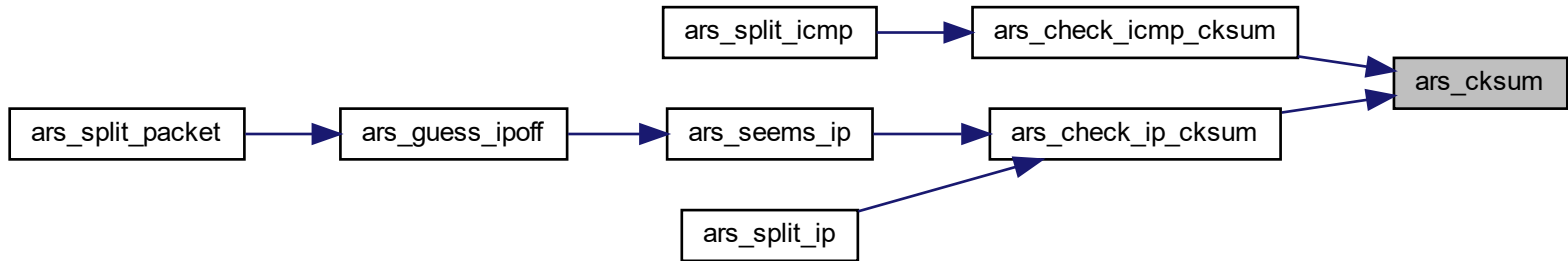 ars_split_icmp
ars_check_icmp_cksum
ars_cksum
ars_split_packet
ars_guess_ipoff
ars_seems_ip
ars_check_ip_cksum
ars_split_ip